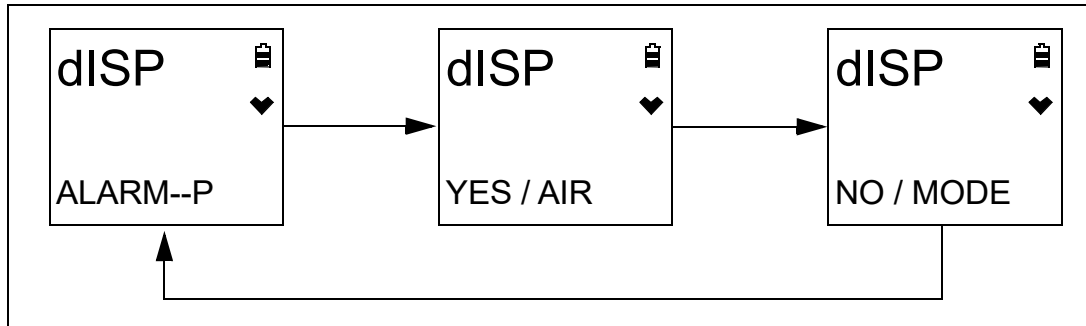 dISP
ALARM--P
dISP
YES / AIR
dISP
NO / MODE